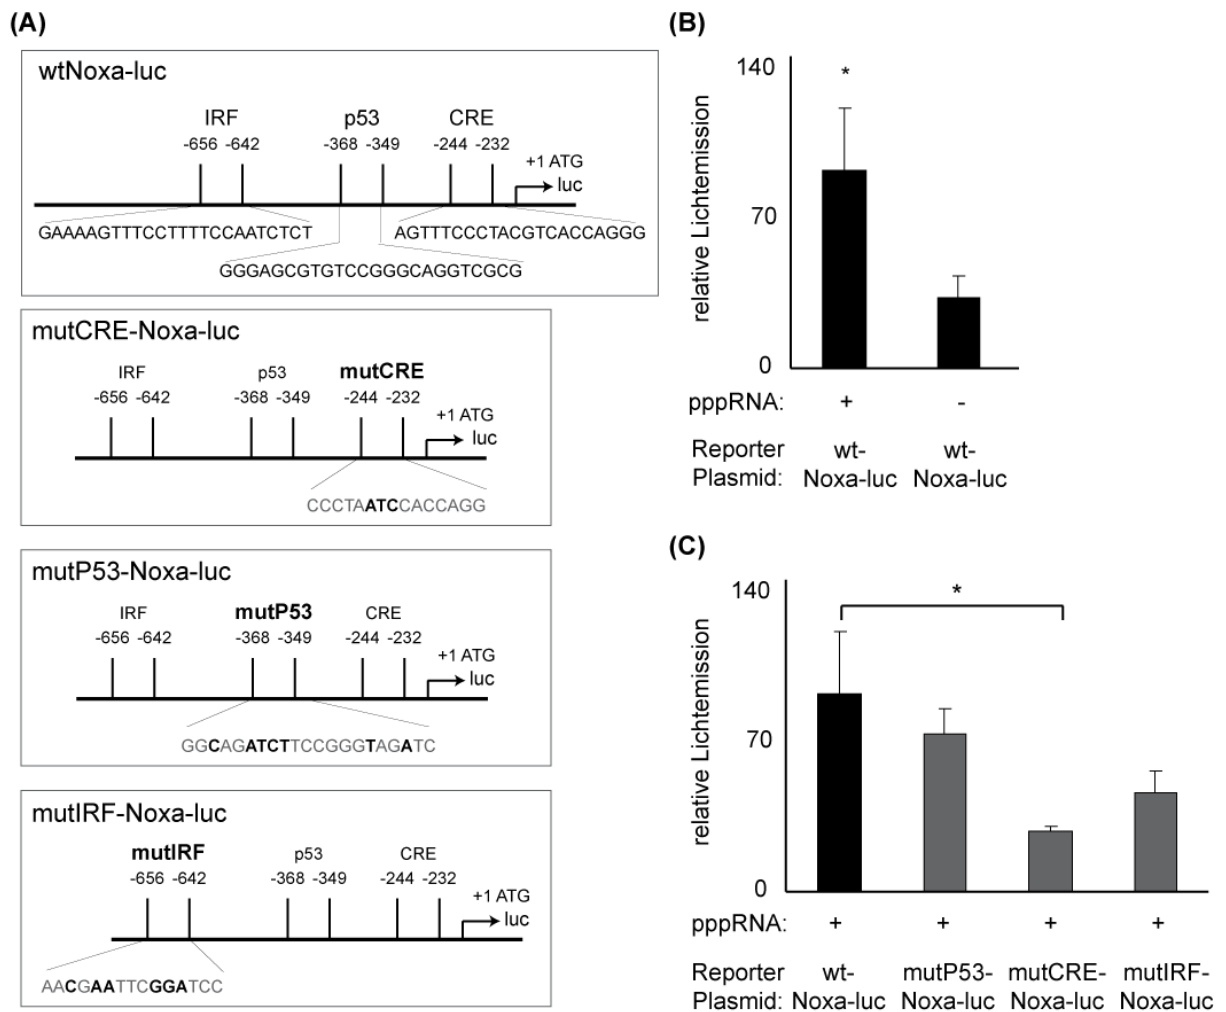 (A)
wtNoxa-luc
IRF p53 CRE
-656 -642 -368 -349 -244 -232
+1 ATG
luc
GAAAAGTTTCCTTTTCCAATCTCT AGTTTCCCTACGTCACCAGGG
GGGAGCGTGTCCGGGCAGGTCGCG
mutCRE-Noxa-luc
IRF p53 mutCRE
-656 -642 -368 -349 -244 -232
+1 ATG
luc
CCCTAATCCACCAGG
mutP53-Noxa-luc
IRF mutP53 CRE
-656 -642 -368 -349 -244 -232
+1 ATG
luc
GGCAGATCTTCCGGGTAGATC
mutIRF-Noxa-luc
mutIRF p53 CRE
-656 -642 -368 -349 -244 -232
+1 ATG
luc
AACGAATTCGGATCC
(B)
relative Lichtemission
140
70
0
*
pppRNA: + -
Reporter wt- wt-
Plasmid: Noxa-luc Noxa-luc
(C)
relative Lichtemission
140
70
0
*
pppRNA: + + + +
Reporter wt- mutP53- mutCRE- mutIRF-
Plasmid: Noxa-luc Noxa-luc Noxa-luc Noxa-luc